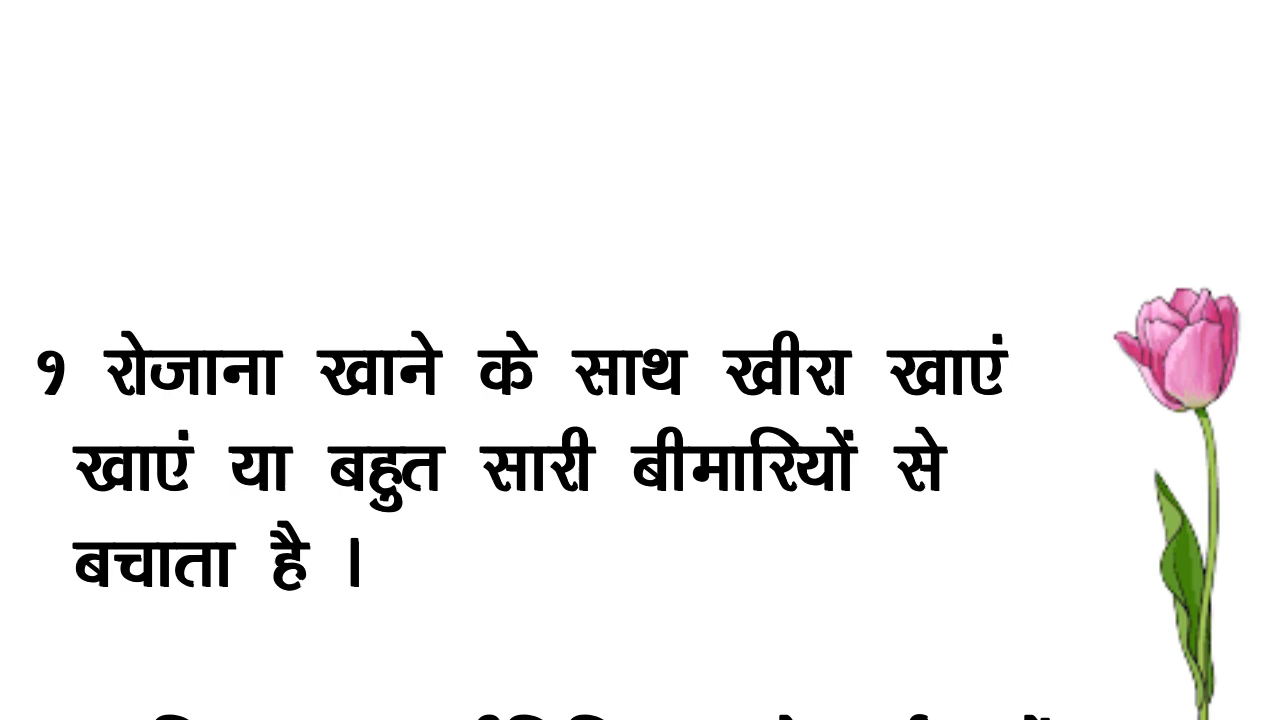 १ रोजाना खाने के साथ खीरा खाएं
खाएं या बहुत सारी बीमारियों से
बचाता है ।